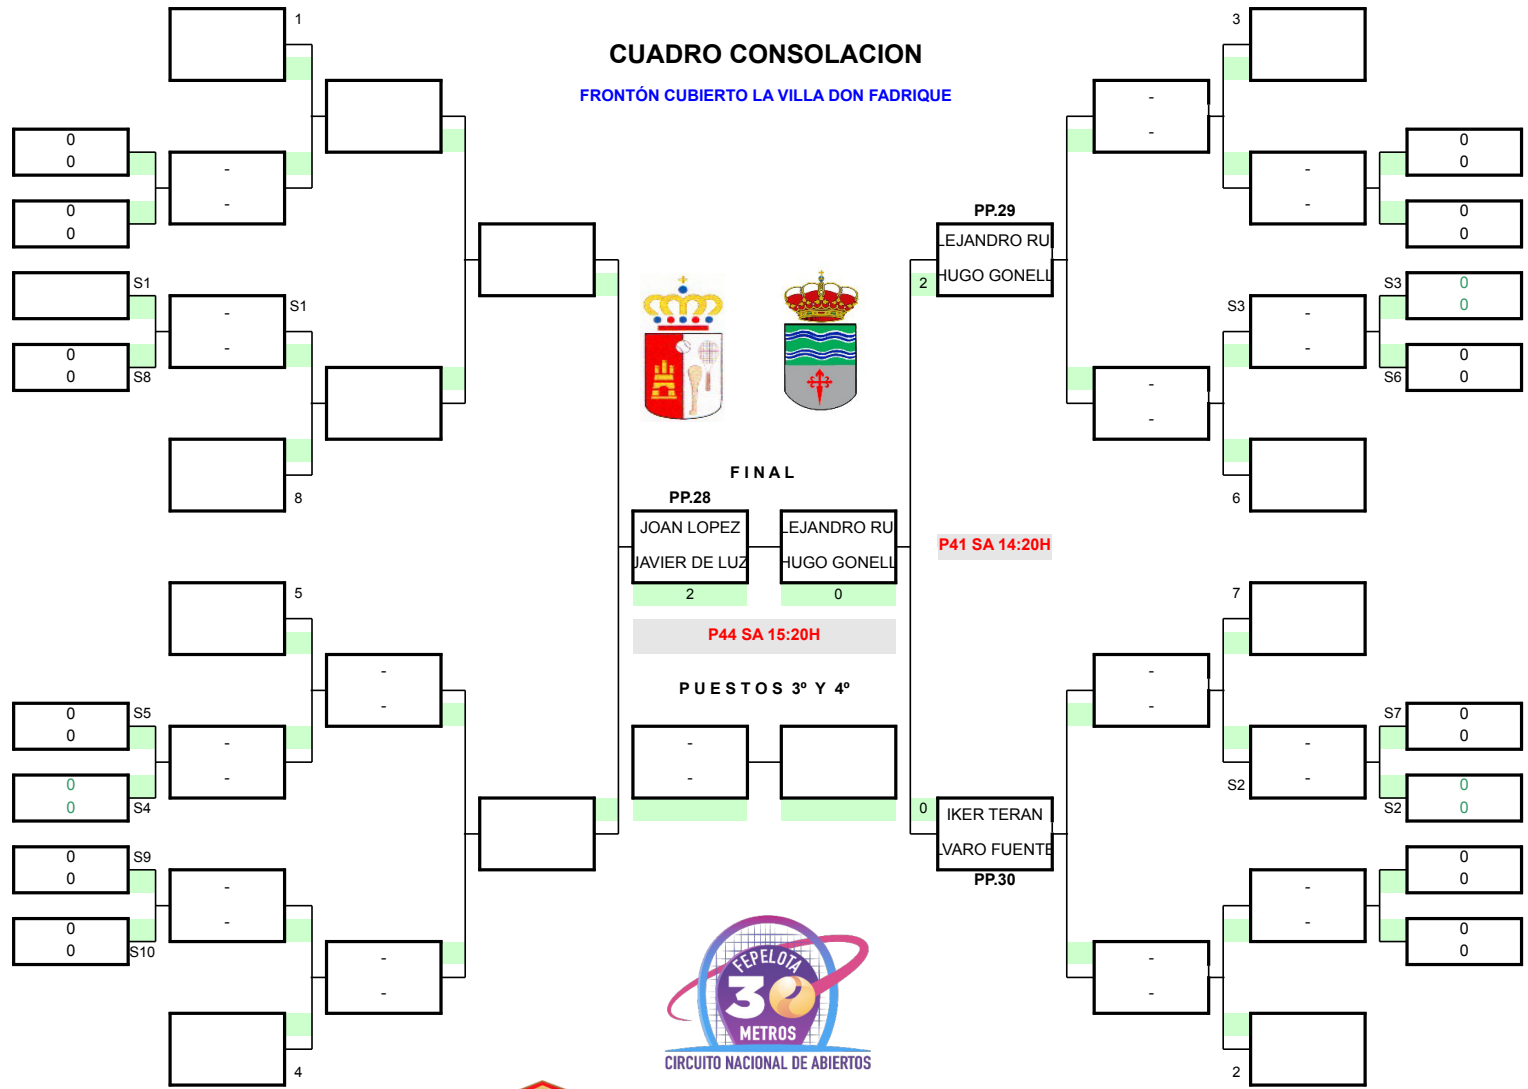 CUADRO CONSOLACION
FRONTÓN CUBIERTO LA VILLA DON FADRIQUE
1
3
0
0
-
-
0
0
S1
-
-
S1
0
0
S8
8
5
-
-
0
0
S5
-
-
0
0
S4
0
0
S9
-
-
0
0
S10
-
-
4
FINAL
PP.28
JOAN LOPEZ
JAVIER DE LUZ
2
LEJANDRO RU
HUGO GONELL
0
P44 SA 15:20H
PUESTOS 3º Y 4º
-
-
PP.29
LEJANDRO RU
HUGO GONELL
2
P41 SA 14:20H
0
IKER TERAN
LVARO FUENTE
PP.30
-
-
-
-
0
0
0
0
S3
-
-
S3
0
0
S6
0
0
-
-
6
7
-
-
S7
0
0
-
-
S2
S2
0
0
0
0
-
-
0
0
-
-
2
FEPELOTA
30
METROS
CIRCUITO NACIONAL DE ABIERTOS